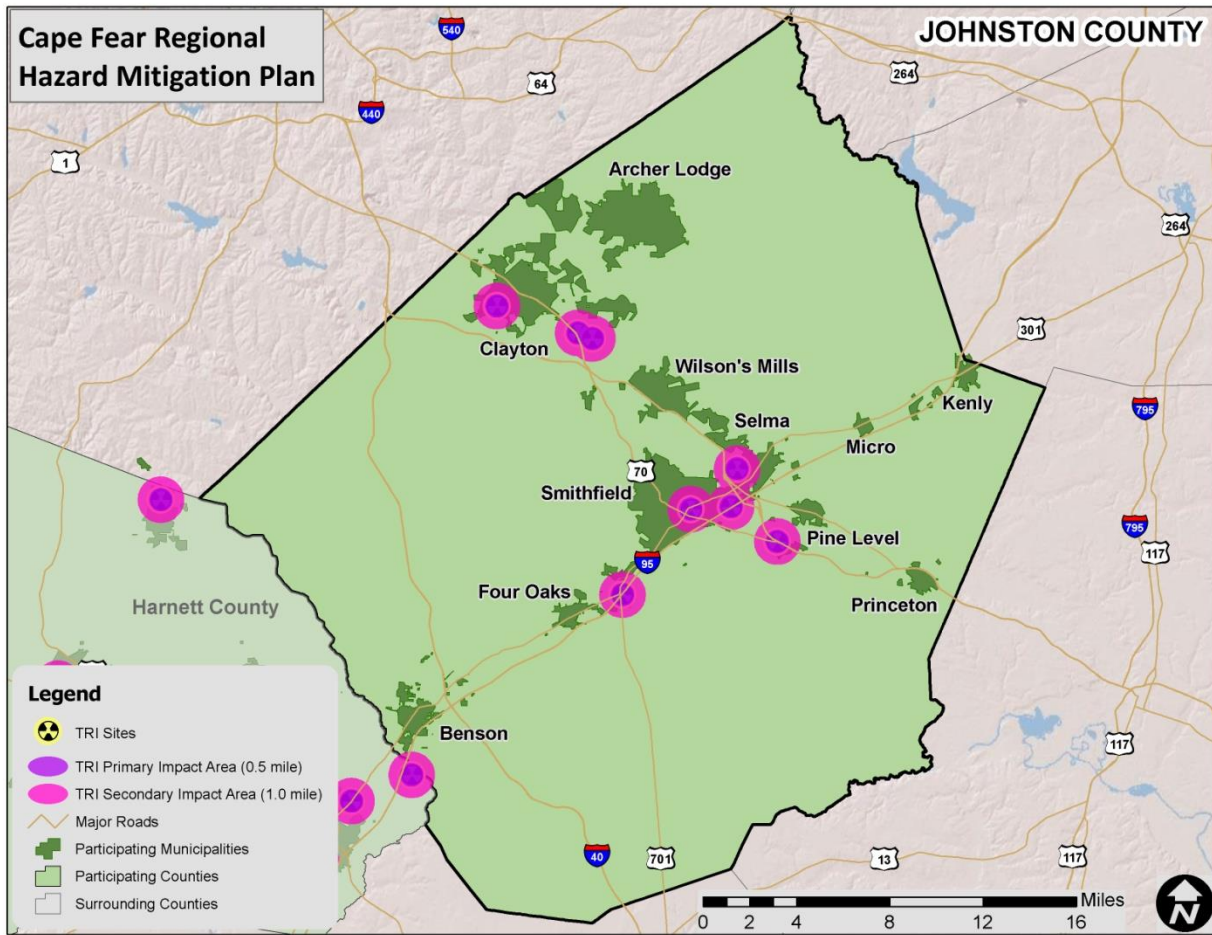 Cape Fear Regional
Hazard Mitigation Plan
JOHNSTON COUNTY
540
64
264
440
1
Archer Lodge
264
301
Clayton
Wilson's Mills
Kenly
795
Selma
Micro
70
Smithfield
795
117
Pine Level
95
Four Oaks
Princeton
Harnett County
Benson
117
40
701
13
117
Legend
TRI Sites
TRI Primary Impact Area (0.5 mile)
TRI Secondary Impact Area (1.0 mile)
Major Roads
Participating Municipalities
Participating Counties
Surrounding Counties
Miles
0 2 4 8 12 16
N